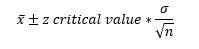 x̄ ± z critical value * σ/√n